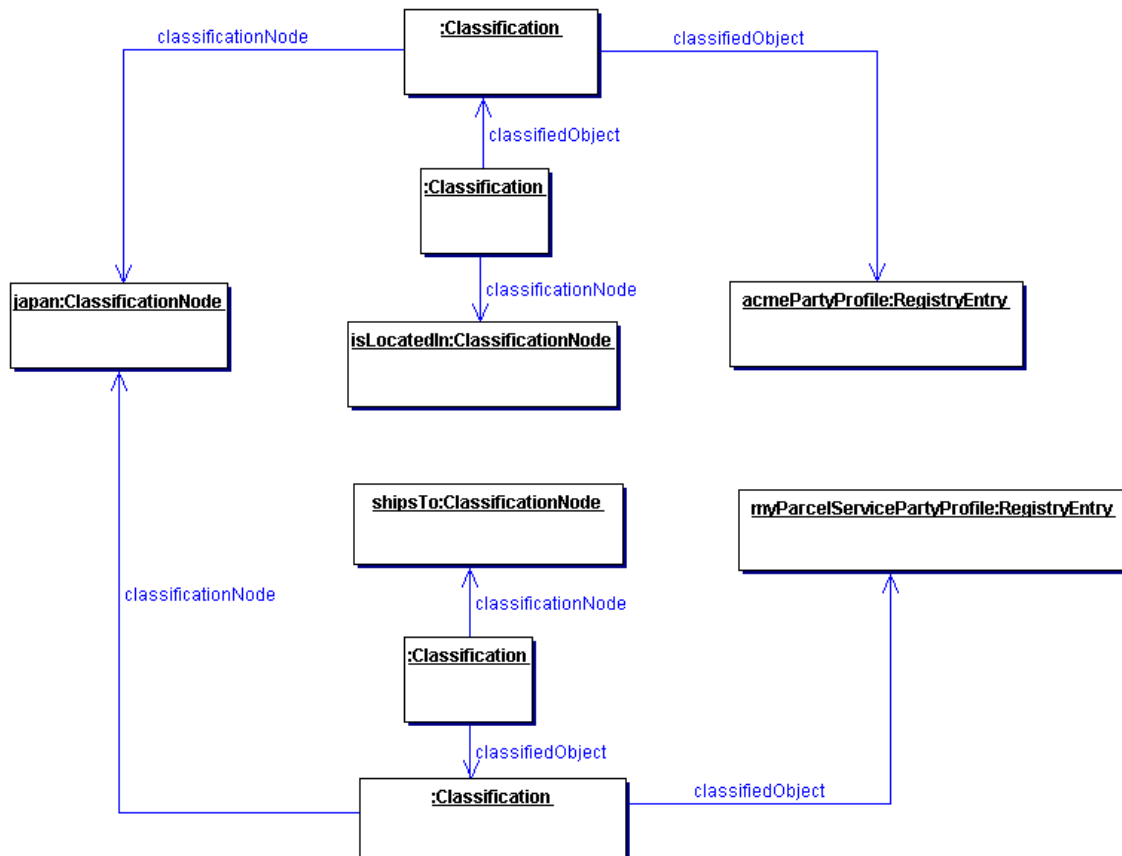 :Classification
classificationNode
classifiedObject
classifiedObject
:Classification
classificationNode
japan:ClassificationNode
acmePartyProfile:RegistryEntry
isLocatedIn:ClassificationNode
shipsTo:ClassificationNode
myParcelServicePartyProfile:RegistryEntry
classificationNode
classificationNode
:Classification
classifiedObject
:Classification
classifiedObject